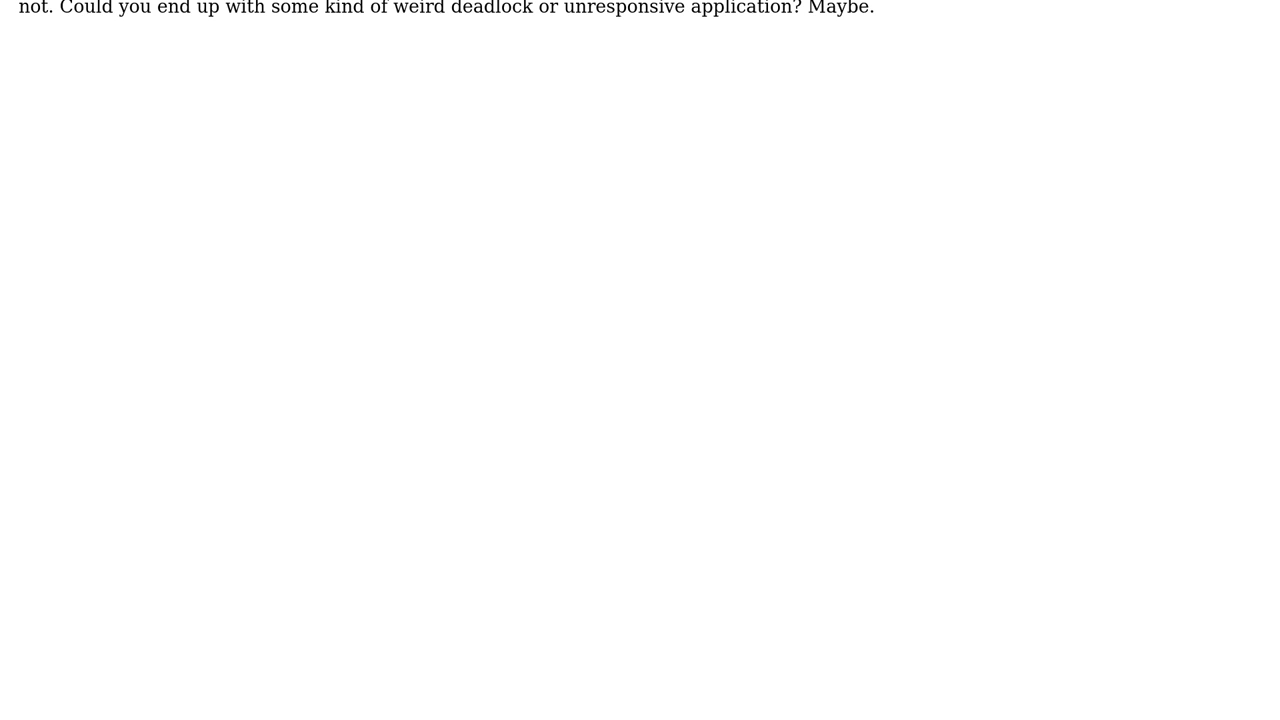 not. Could you end up with some kind of weird deadlock or unresponsive application? Maybe.